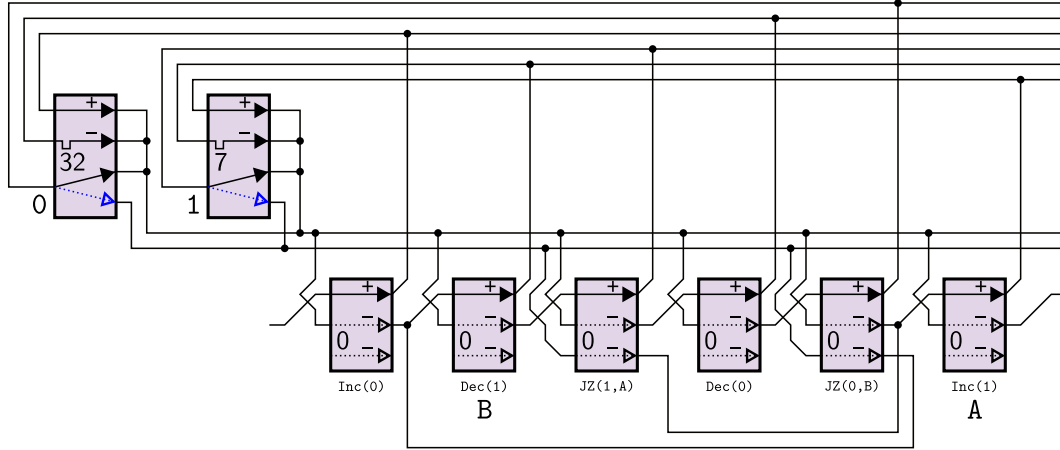 + +
− −
32 7
0 1
+ + + + + +
− − − − − −
0 0 0 0 0 0
− − − − − −
Inc(0) Dec(1) JZ(1,A) Dec(0) JZ(0,B) Inc(1)
B A